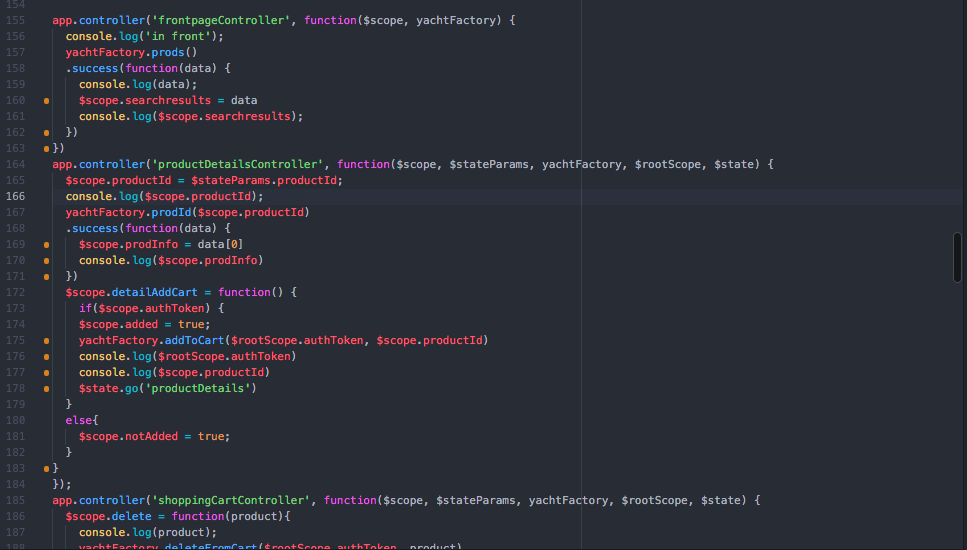 154
155 app.controller('frontpageController', function($scope, yachtFactory) {
156 console.log('in front');
157 yachtFactory.prods()
158 .success(function(data) {
159 console.log(data);
160 $scope.searchresults = data
161 console.log($scope.searchresults);
162 })
163 })
164 app.controller('productDetailsController', function($scope, $stateParams, yachtFactory, $rootScope, $state) {
165 $scope.productId = $stateParams.productId;
166 console.log($scope.productId);
167 yachtFactory.prodId($scope.productId)
168 .success(function(data) {
169 $scope.prodInfo = data[0]
170 console.log($scope.prodInfo)
171 })
172 $scope.detailAddCart = function() {
173 if($scope.authToken) {
174 $scope.added = true;
175 yachtFactory.addToCart($rootScope.authToken, $scope.productId)
176 console.log($rootScope.authToken)
177 console.log($scope.productId)
178 $state.go('productDetails')
179 }
180 else{
181 $scope.notAdded = true;
182 }
183 }
184 });
185 app.controller('shoppingCartController', function($scope, $stateParams, yachtFactory, $rootScope, $state) {
186 $scope.delete = function(product){
187 console.log(product);
188 yachtFactory.deleteFromCart($rootScope.authToken, product)